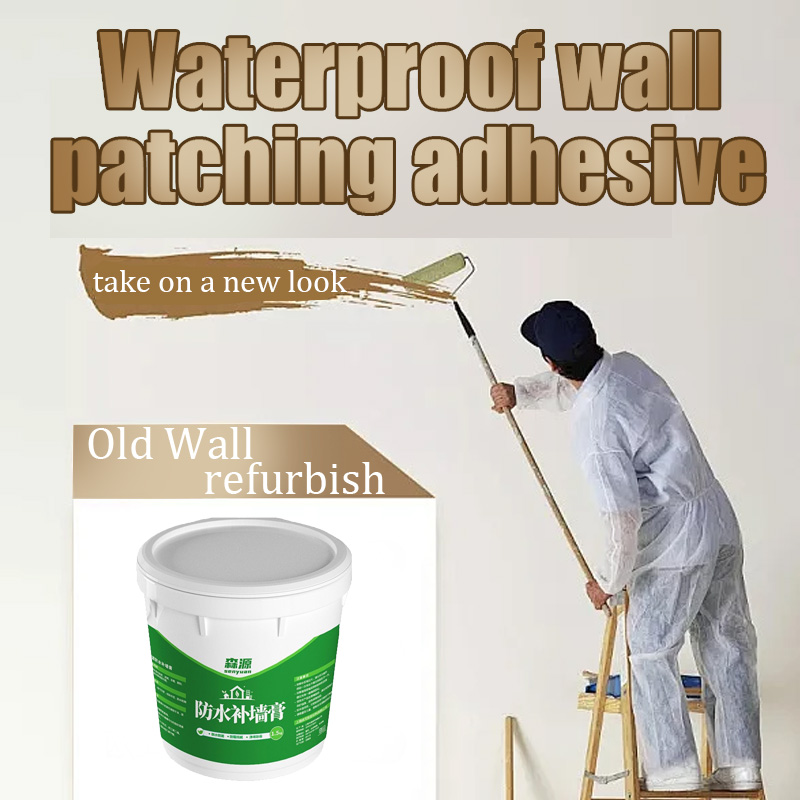 Waterproof wall
patching adhesive
take on a new look
Old Wall
refurbish
森源
senyuan
防水补墙膏